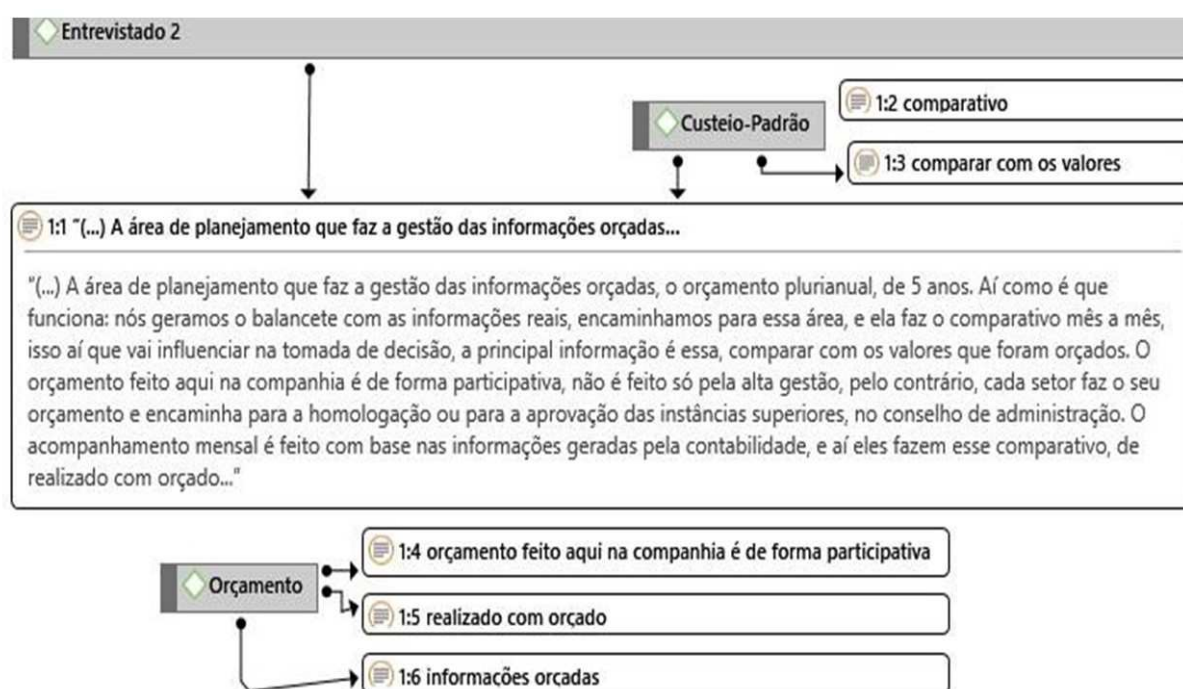 Entrevistado 2
1:2 comparativo
Custeio-Padrão
1:3 comparar com os valores
1:1 "(...) A área de planejamento que faz a gestão das informações orçadas...
"(...) A área de planejamento que faz a gestão das informações orçadas, o orçamento plurianual, de 5 anos. Aí como é que
funciona: nós geramos o balancete com as informações reais, encaminhamos para essa área, e ela faz o comparativo mês a mês,
isso aí que vai influenciar na tomada de decisão, a principal informação é essa, comparar com os valores que foram orçados. O
orçamento feito aqui na companhia é de forma participativa, não é feito só pela alta gestão, pelo contrário, cada setor faz o seu
orçamento e encaminha para a homologação ou para a aprovação das instâncias superiores, no conselho de administração. O
acompanhamento mensal é feito com base nas informações geradas pela contabilidade, e aí eles fazem esse comparativo, de
realizado com orçado..."
1:4 orçamento feito aqui na companhia é de forma participativa
Orçamento
1:5 realizado com orçado
1:6 informações orçadas